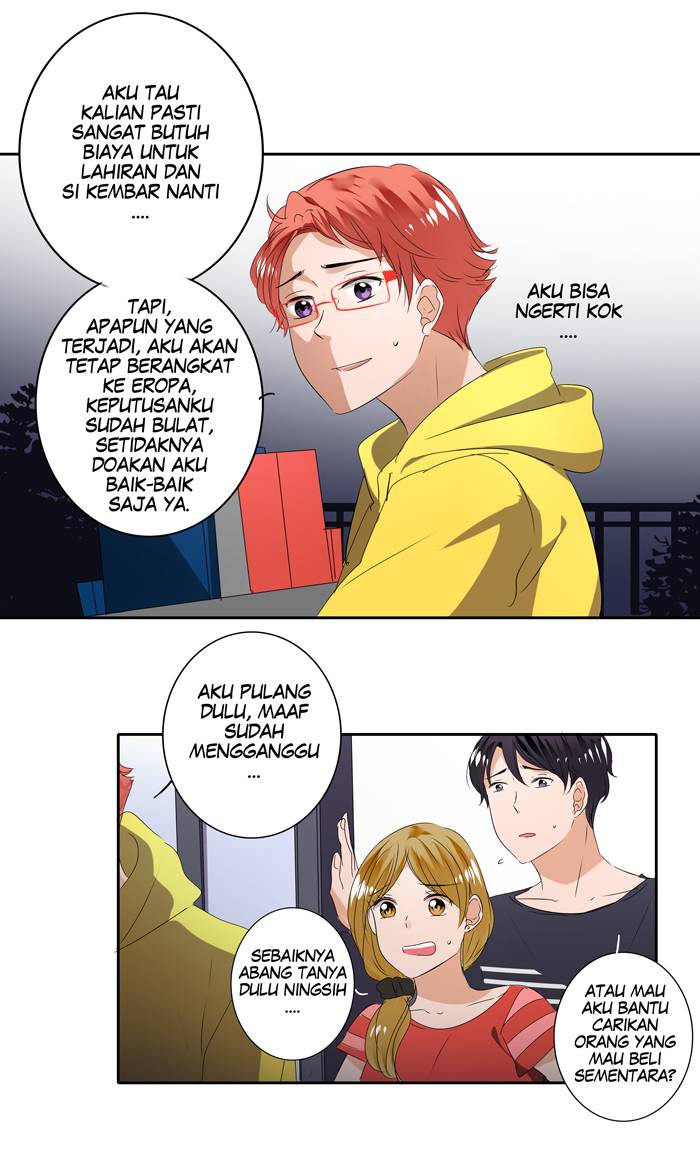 AKU TAU
KALIAN PASTI
SANGAT BUTUH
BIAYA UNTUK
LAHIRAN DAN
SI KEMBAR NANTI
....
TAPI,
APAPUN YANG
TERJADI, AKU AKAN
TETAP BERANGKAT
KE EROPA,
KEPUTUSANKU
SUDAH BULAT,
SETIDAKNYA
DOAKAN AKU
BAIK-BAIK
SAJA YA.
AKU BISA
NGERTI KOK
....
AKU PULANG
DULU, MAAF
SUDAH
MENGGANGGU
...
SEBAIKNYA
ABANG TANYA
DULU NINGSIH
....
ATAU MAU
AKU BANTU
CARIKAN
ORANG YANG
MAU BELI
SEMENTARA?